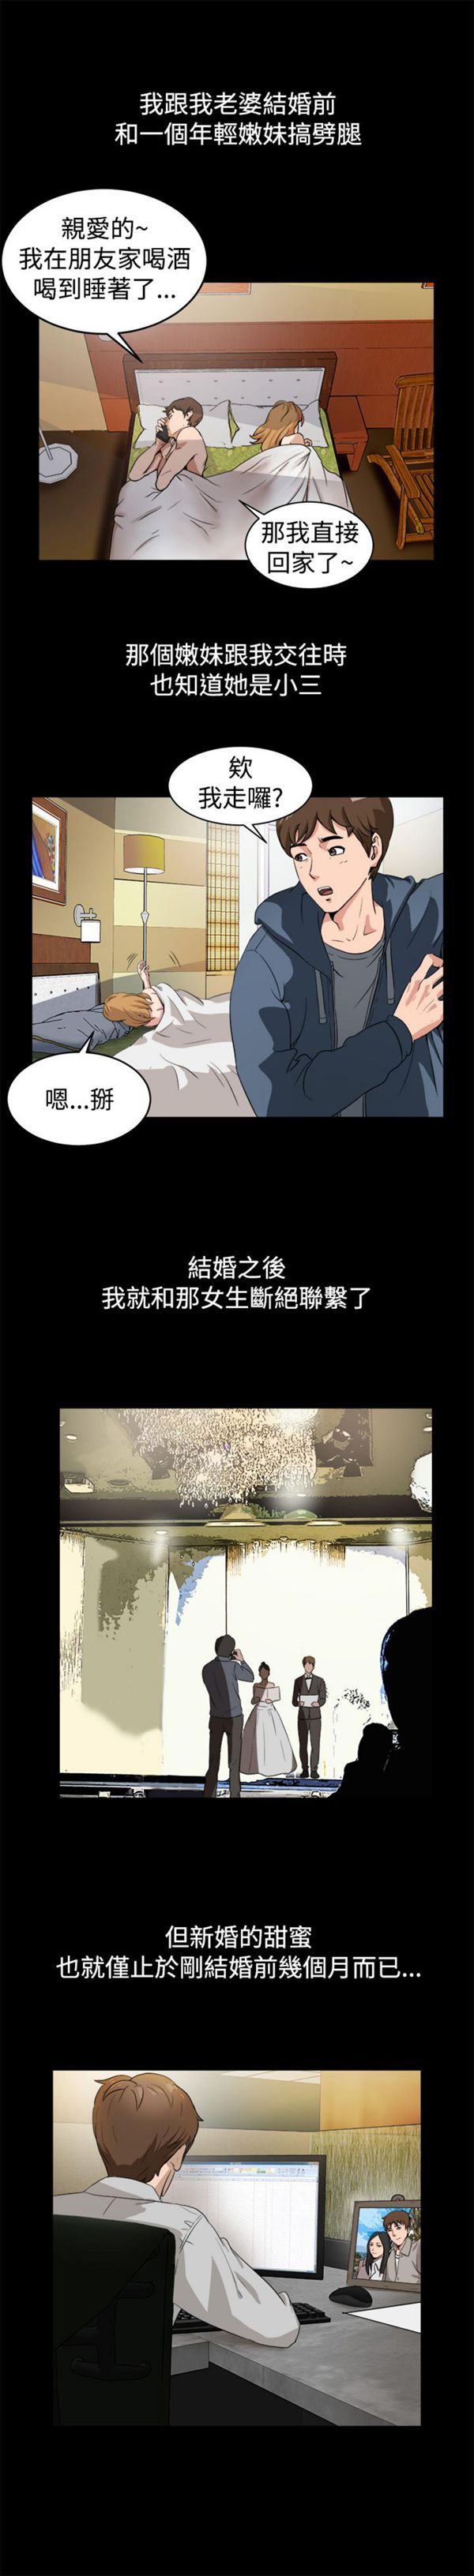 我跟我老婆結婚前
和一個年輕嫩妹搞劈腿
親愛的~
我在朋友家喝酒
喝到睡著了...
那我直接
回家了~
那個嫩妹跟我交往時
也知道她是小三
欸
我走囉?
嗯...掰
結婚之後
我就和那女生斷絕聯繫了
但新婚的甜蜜
也就僅止於剛結婚前幾個月而已...